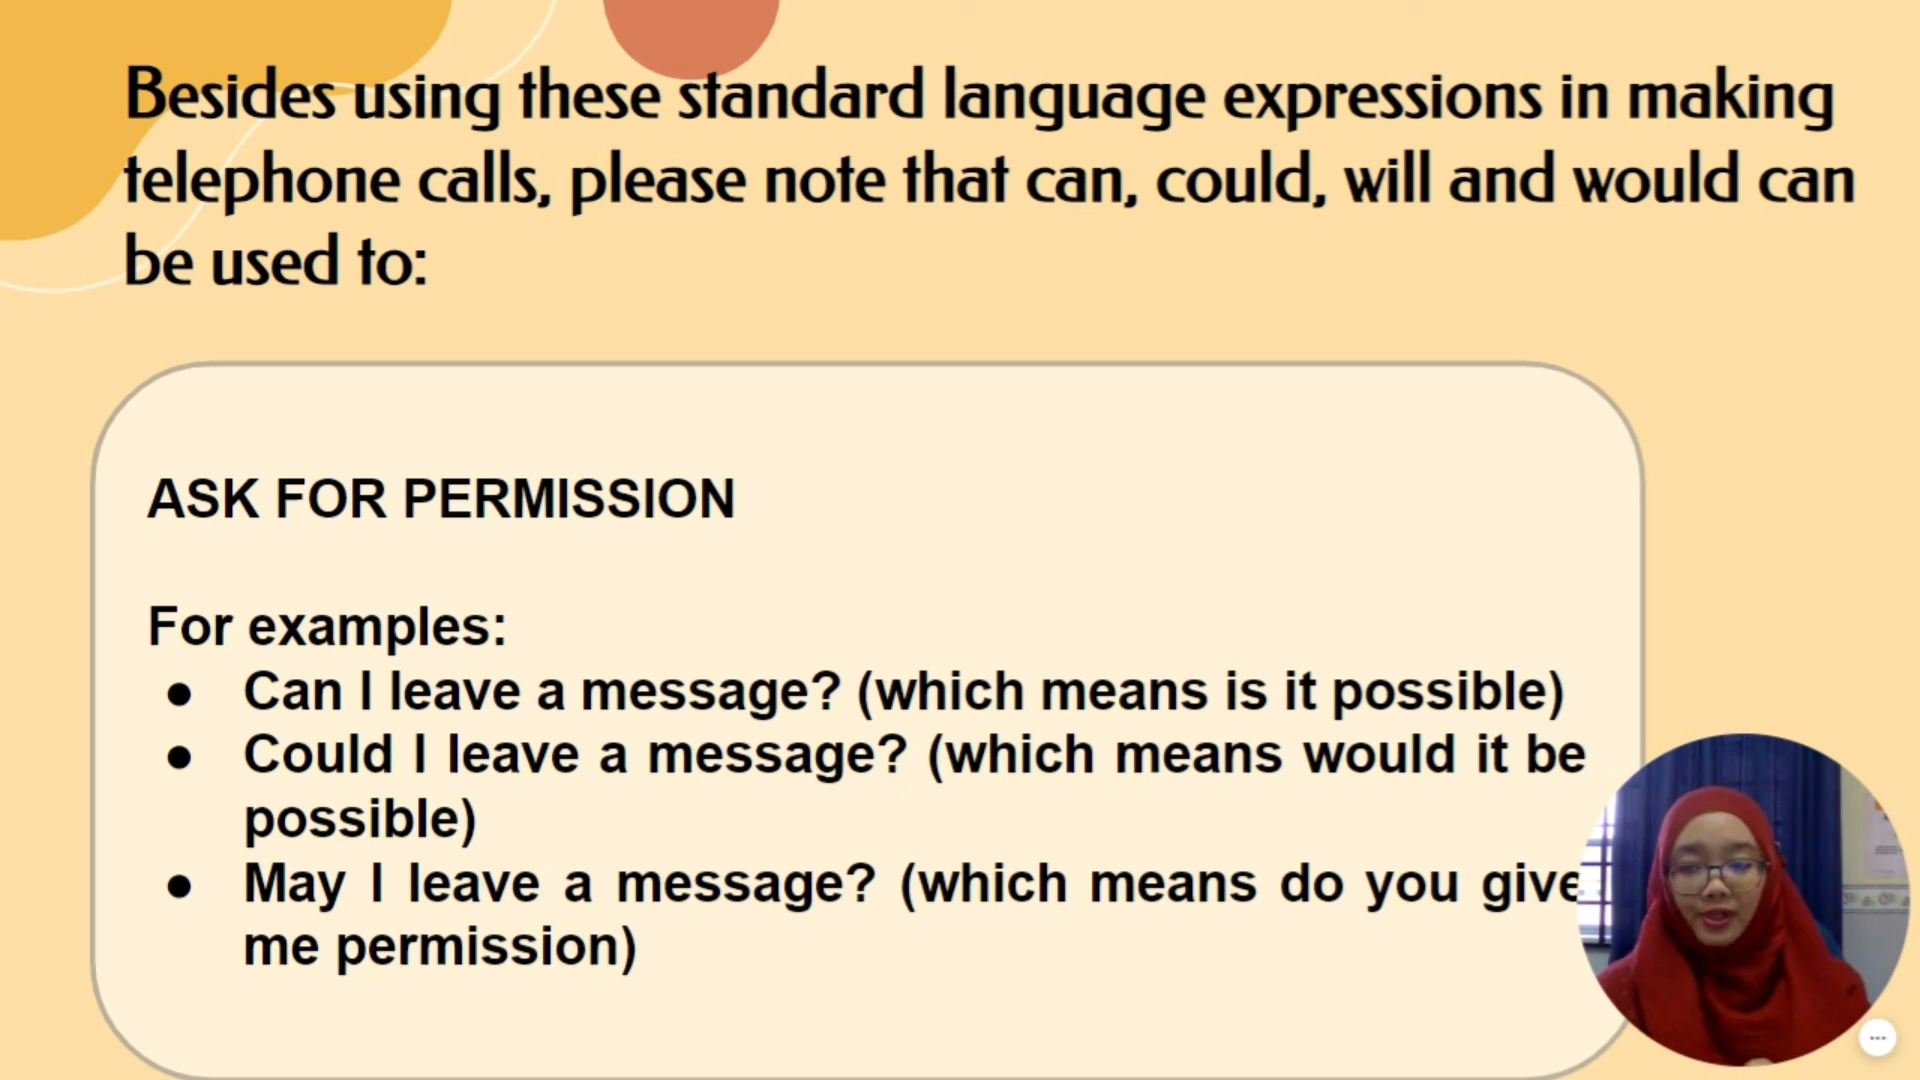 Besides using these standard language expressions in making
telephone calls, please note that can, could, will and would can
be used to:
ASK FOR PERMISSION
For examples:
● Can I leave a message? (which means is it possible)
● Could I leave a message? (which means would it be
possible)
● May I leave a message? (which means do you give
me permission)